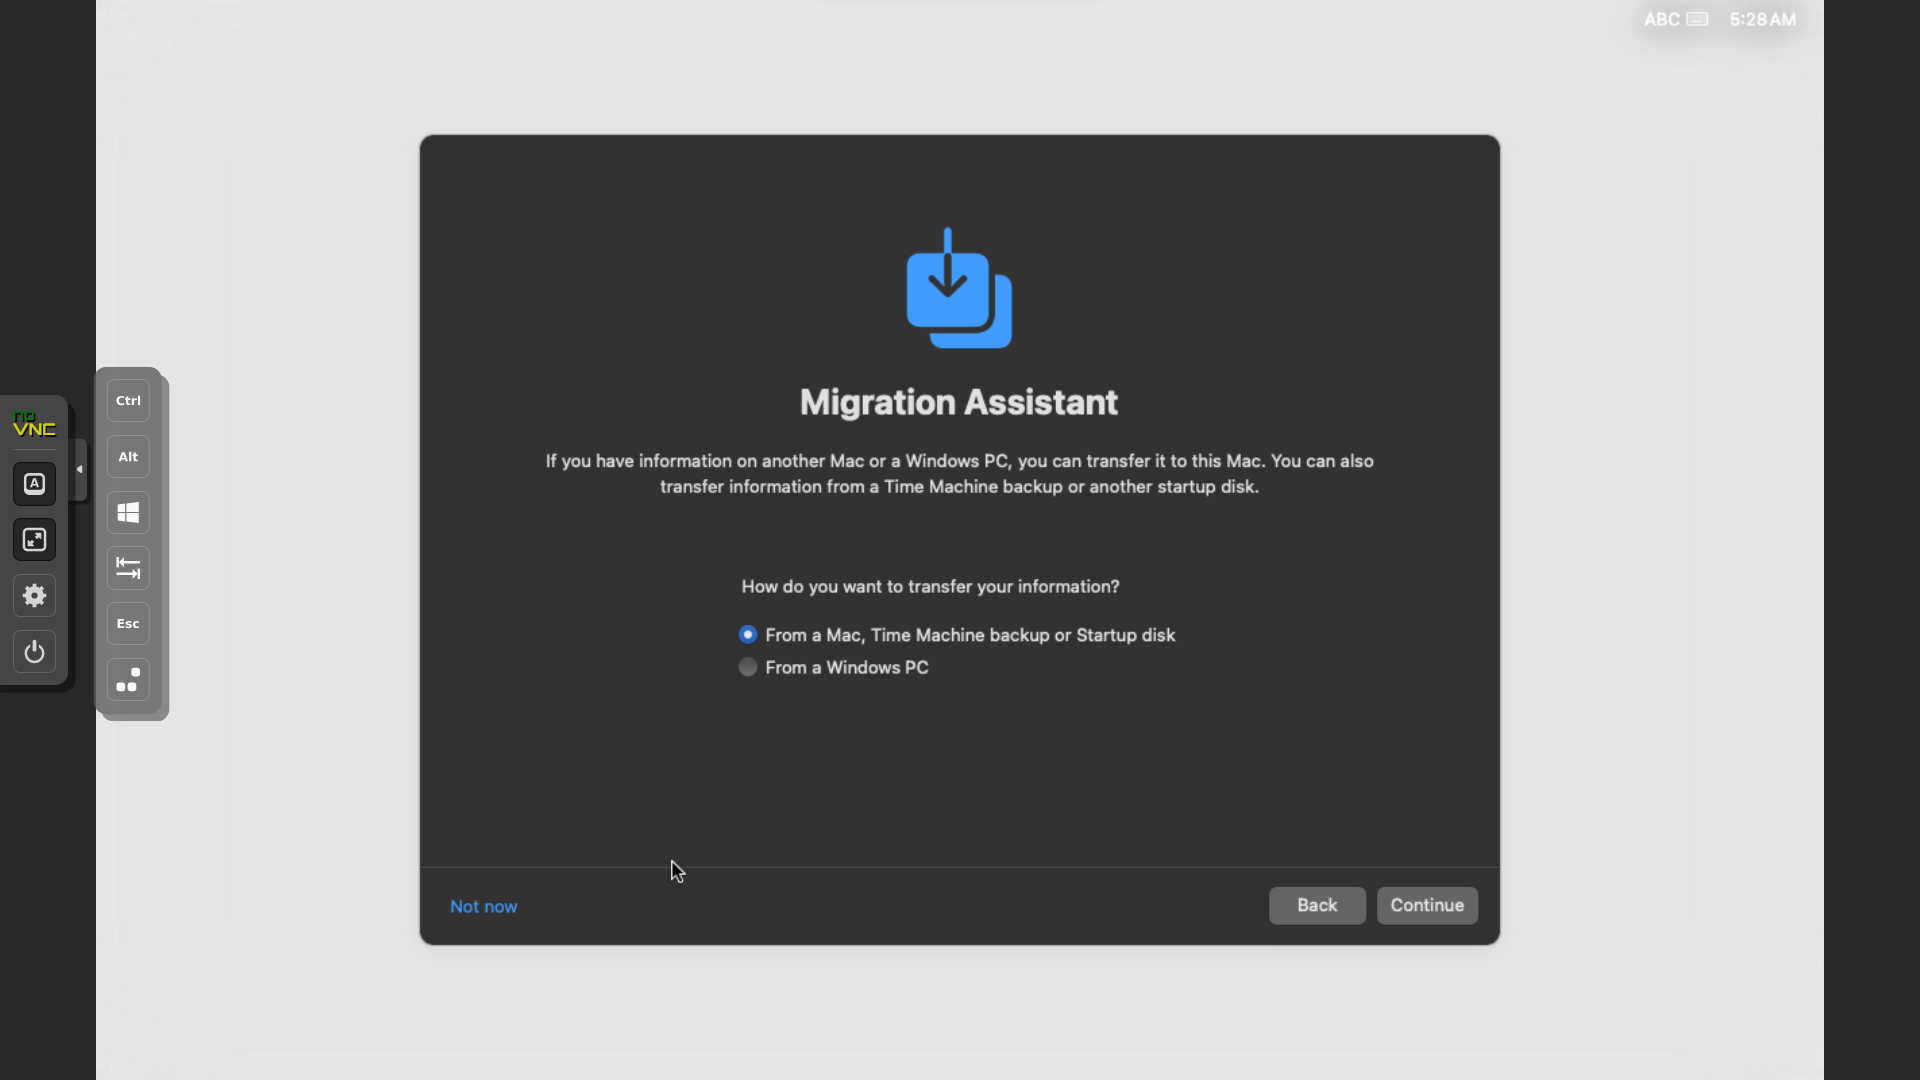 ABC 5:28 AM
Migration Assistant
If you have information on another Mac or a Windows PC, you can transfer it to this Mac. You can also
transfer information from a Time Machine backup or another startup disk.
How do you want to transfer your information?
From a Mac, Time Machine backup or Startup disk
From a Windows PC
Not now
Back
Continue
no
VNC
A
Ctrl
Alt
Esc